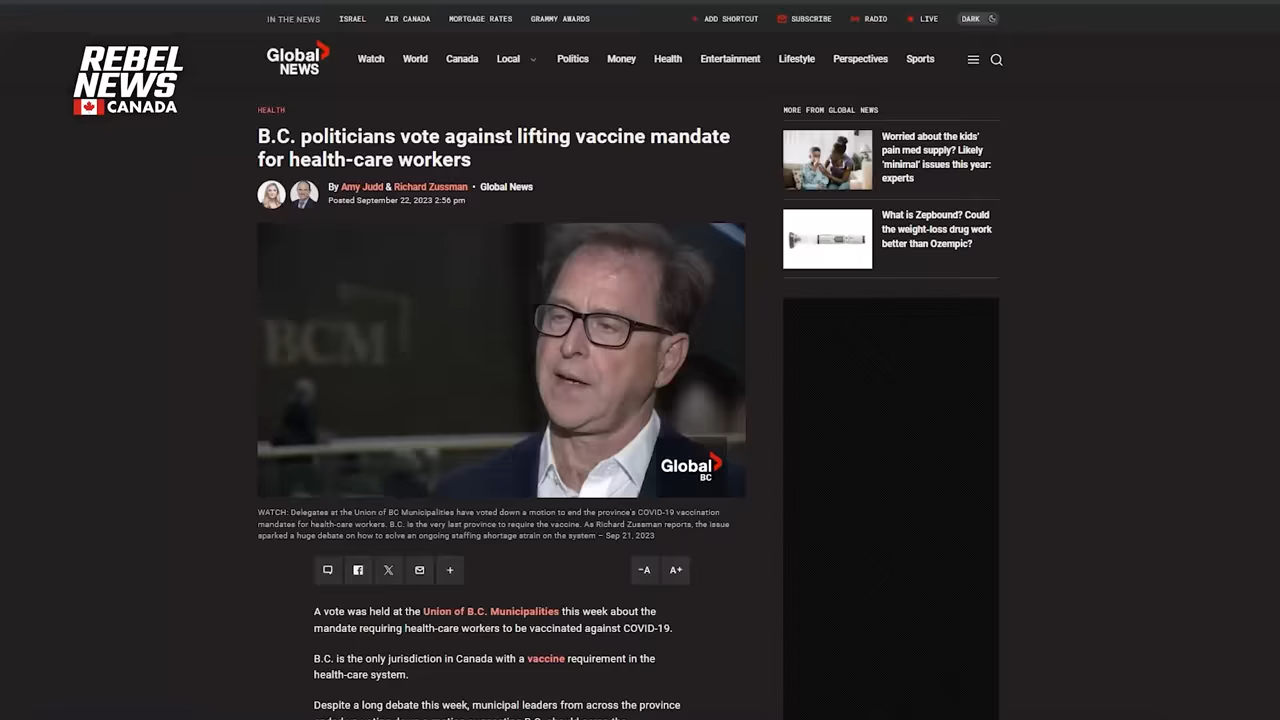 IN THE NEWS ISRAEL AIR CANADA MORTGAGE RATES GRAMMY AWARDS ADD SHORTCUT SUBSCRIBE RADIO LIVE DARK
REBEL
NEWS
CANADA
Global
NEWS
Watch World Canada Local Politics Money Health Entertainment Lifestyle Perspectives Sports
HEALTH
B.C. politicians vote against lifting vaccine mandate
for health-care workers
By Amy Judd & Richard Zussman • Global News
Posted September 22, 2023 2:56 pm
BCM
Global
BC
WATCH: Delegates at the Union of BC Municipalities have voted down a motion to end the province's COVID-19 vaccination
mandates for health-care workers. B.C. is the very last province to require the vaccine. As Richard Zussman reports, the issue
sparked a huge debate on how to solve an ongoing staffing shortage strain on the system – Sep 21, 2023
-A A+
A vote was held at the Union of B.C. Municipalities this week about the
mandate requiring health-care workers to be vaccinated against COVID-19.
B.C. is the only jurisdiction in Canada with a vaccine requirement in the
health-care system.
Despite a long debate this week, municipal leaders from across the province
MORE FROM GLOBAL NEWS
Worried about the kids'
pain med supply? Likely
'minimal' issues this year:
experts
What is Zepbound? Could
the weight-loss drug work
better than Ozempic?